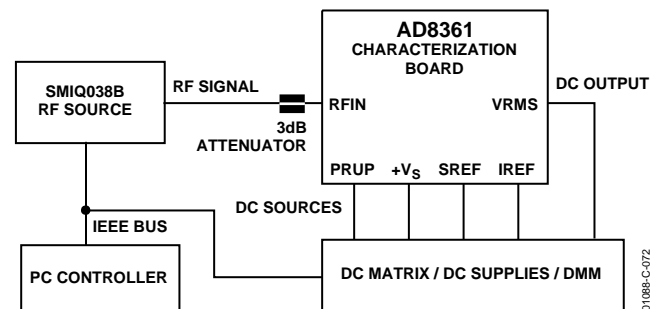 AD8361
CHARACTERIZATION
BOARD
SMIQ038B
RF SOURCE
RF SIGNAL
3dB
ATTENUATOR
RFIN
VRMS
DC OUTPUT
PRUP
+VS
SREF
IREF
DC SOURCES
IEEE BUS
PC CONTROLLER
DC MATRIX / DC SUPPLIES / DMM
01088-C-072